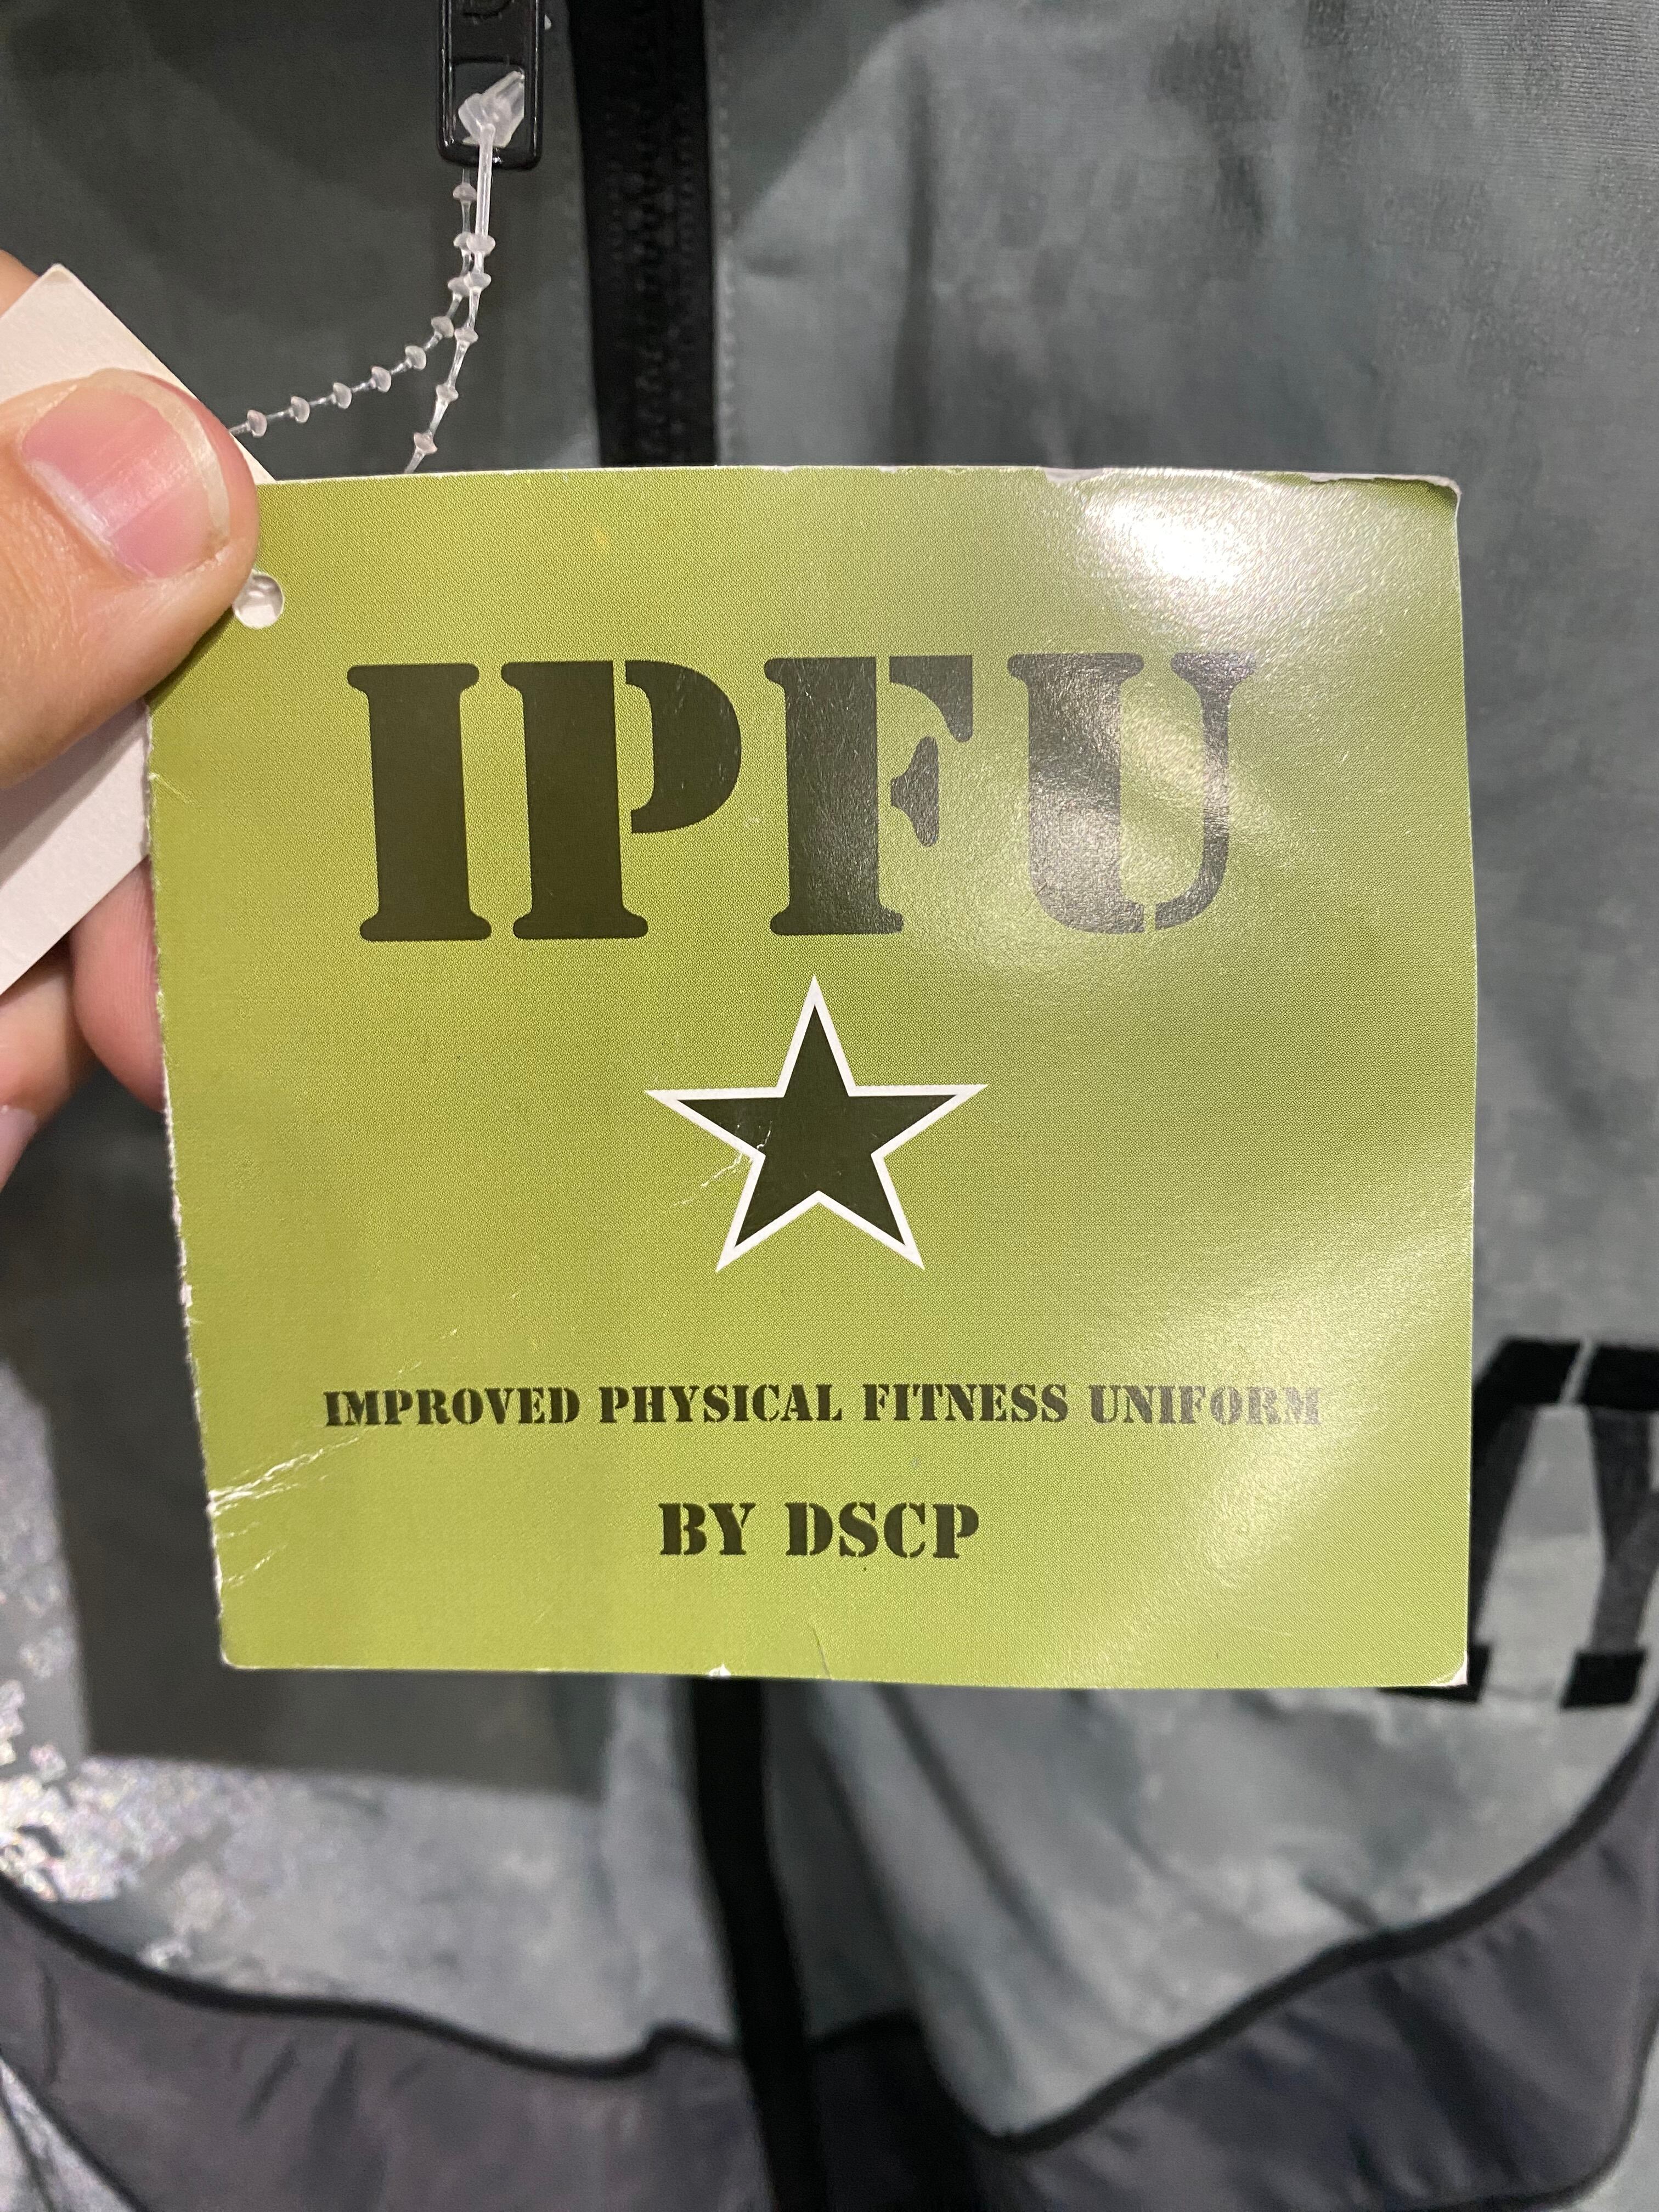 IPFU
IMPROVED PHYSICAL FITNESS UNIFORM
BY DSCP